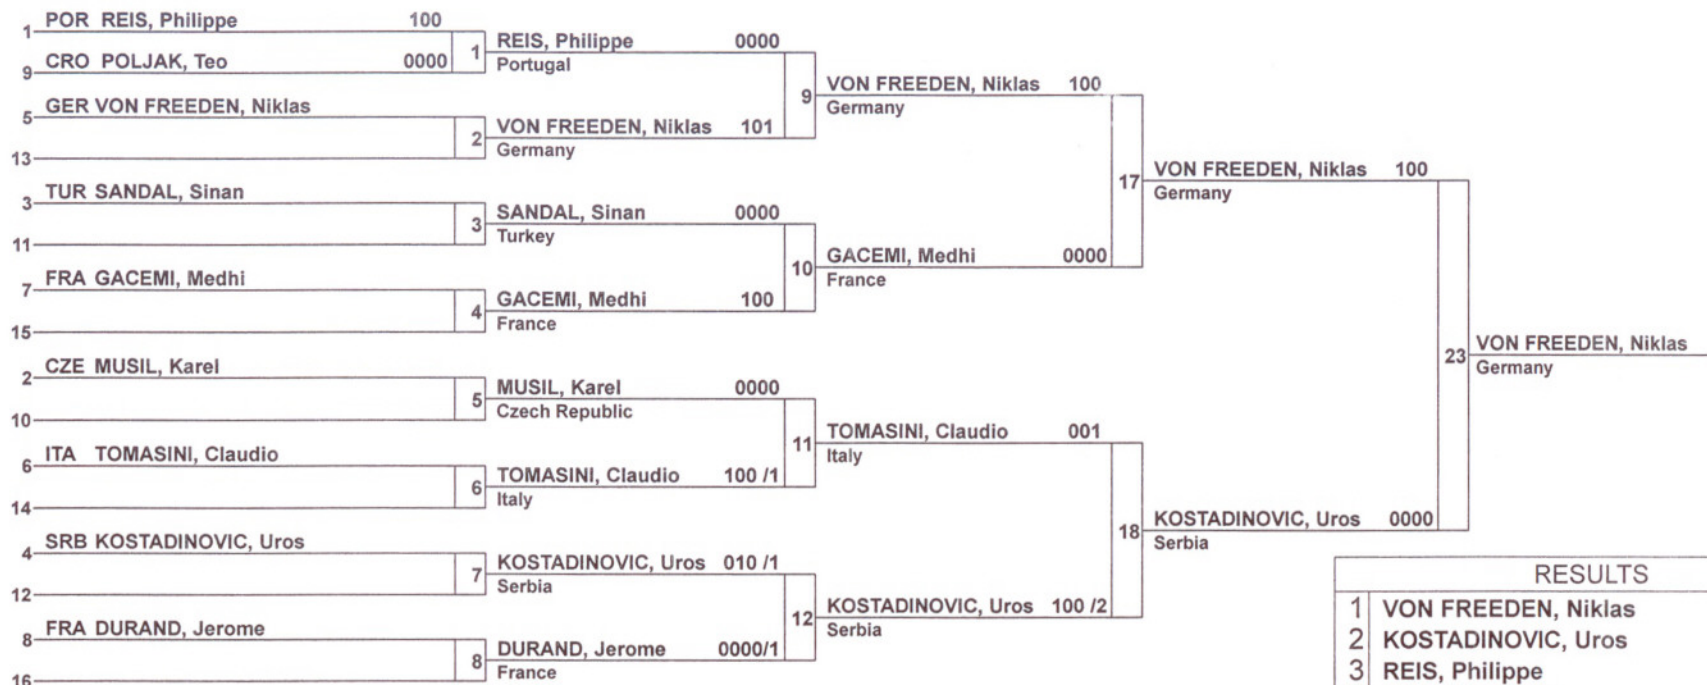 1 POR REIS, Philippe 100
9 CRO POLJAK, Teo 0000
1 REIS, Philippe 0000
Portugal
5 GER VON FREEDEN, Niklas
13
2 VON FREEDEN, Niklas 101
Germany
9 VON FREEDEN, Niklas 100
Germany
3 TUR SANDAL, Sinan
11
3 SANDAL, Sinan 0000
Turkey
7 FRA GACEMI, Medhi
15
4 GACEMI, Medhi 100
France
10 GACEMI, Medhi 0000
France
17 VON FREEDEN, Niklas 100
Germany
2 CZE MUSIL, Karel
10
5 MUSIL, Karel 0000
Czech Republic
6 ITA TOMASINI, Claudio
14
6 TOMASINI, Claudio 100 /1
Italy
11 TOMASINI, Claudio 001
Italy
4 SRB KOSTADINOVIC, Uros
12
7 KOSTADINOVIC, Uros 010 /1
Serbia
8 FRA DURAND, Jerome
16
8 DURAND, Jerome 0000/1
France
12 KOSTADINOVIC, Uros 100 /2
Serbia
18 KOSTADINOVIC, Uros 0000
Serbia
23 VON FREEDEN, Niklas
Germany
RESULTS
1 VON FREEDEN, Niklas
2 KOSTADINOVIC, Uros
3 REIS, Philippe